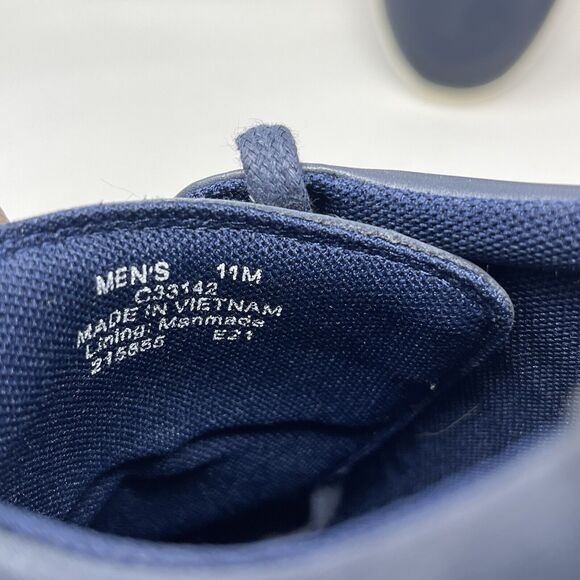 MEN'S 11M
C33142
MADE IN VIETNAM
Lining: Manmade
215855 E21